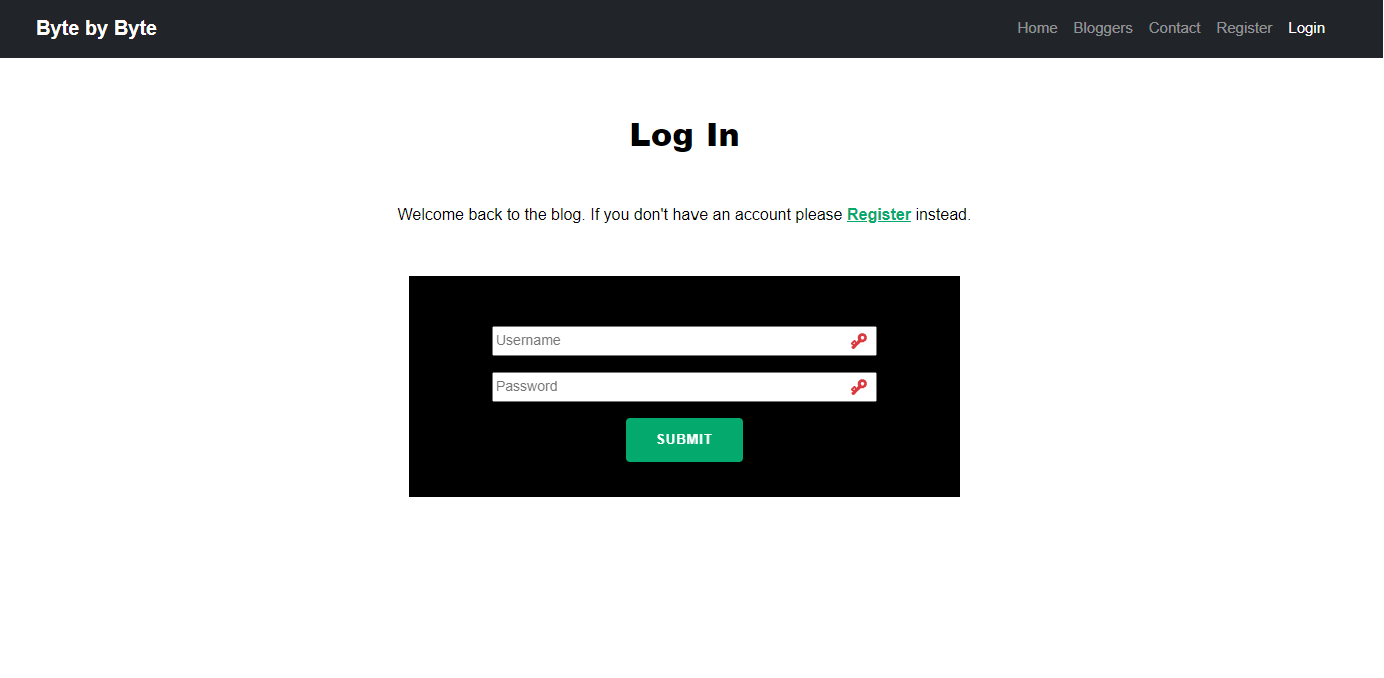 Byte by Byte
Home Bloggers Contact Register Login
Log In
Welcome back to the blog. If you don't have an account please Register instead.
Username
Password
SUBMIT